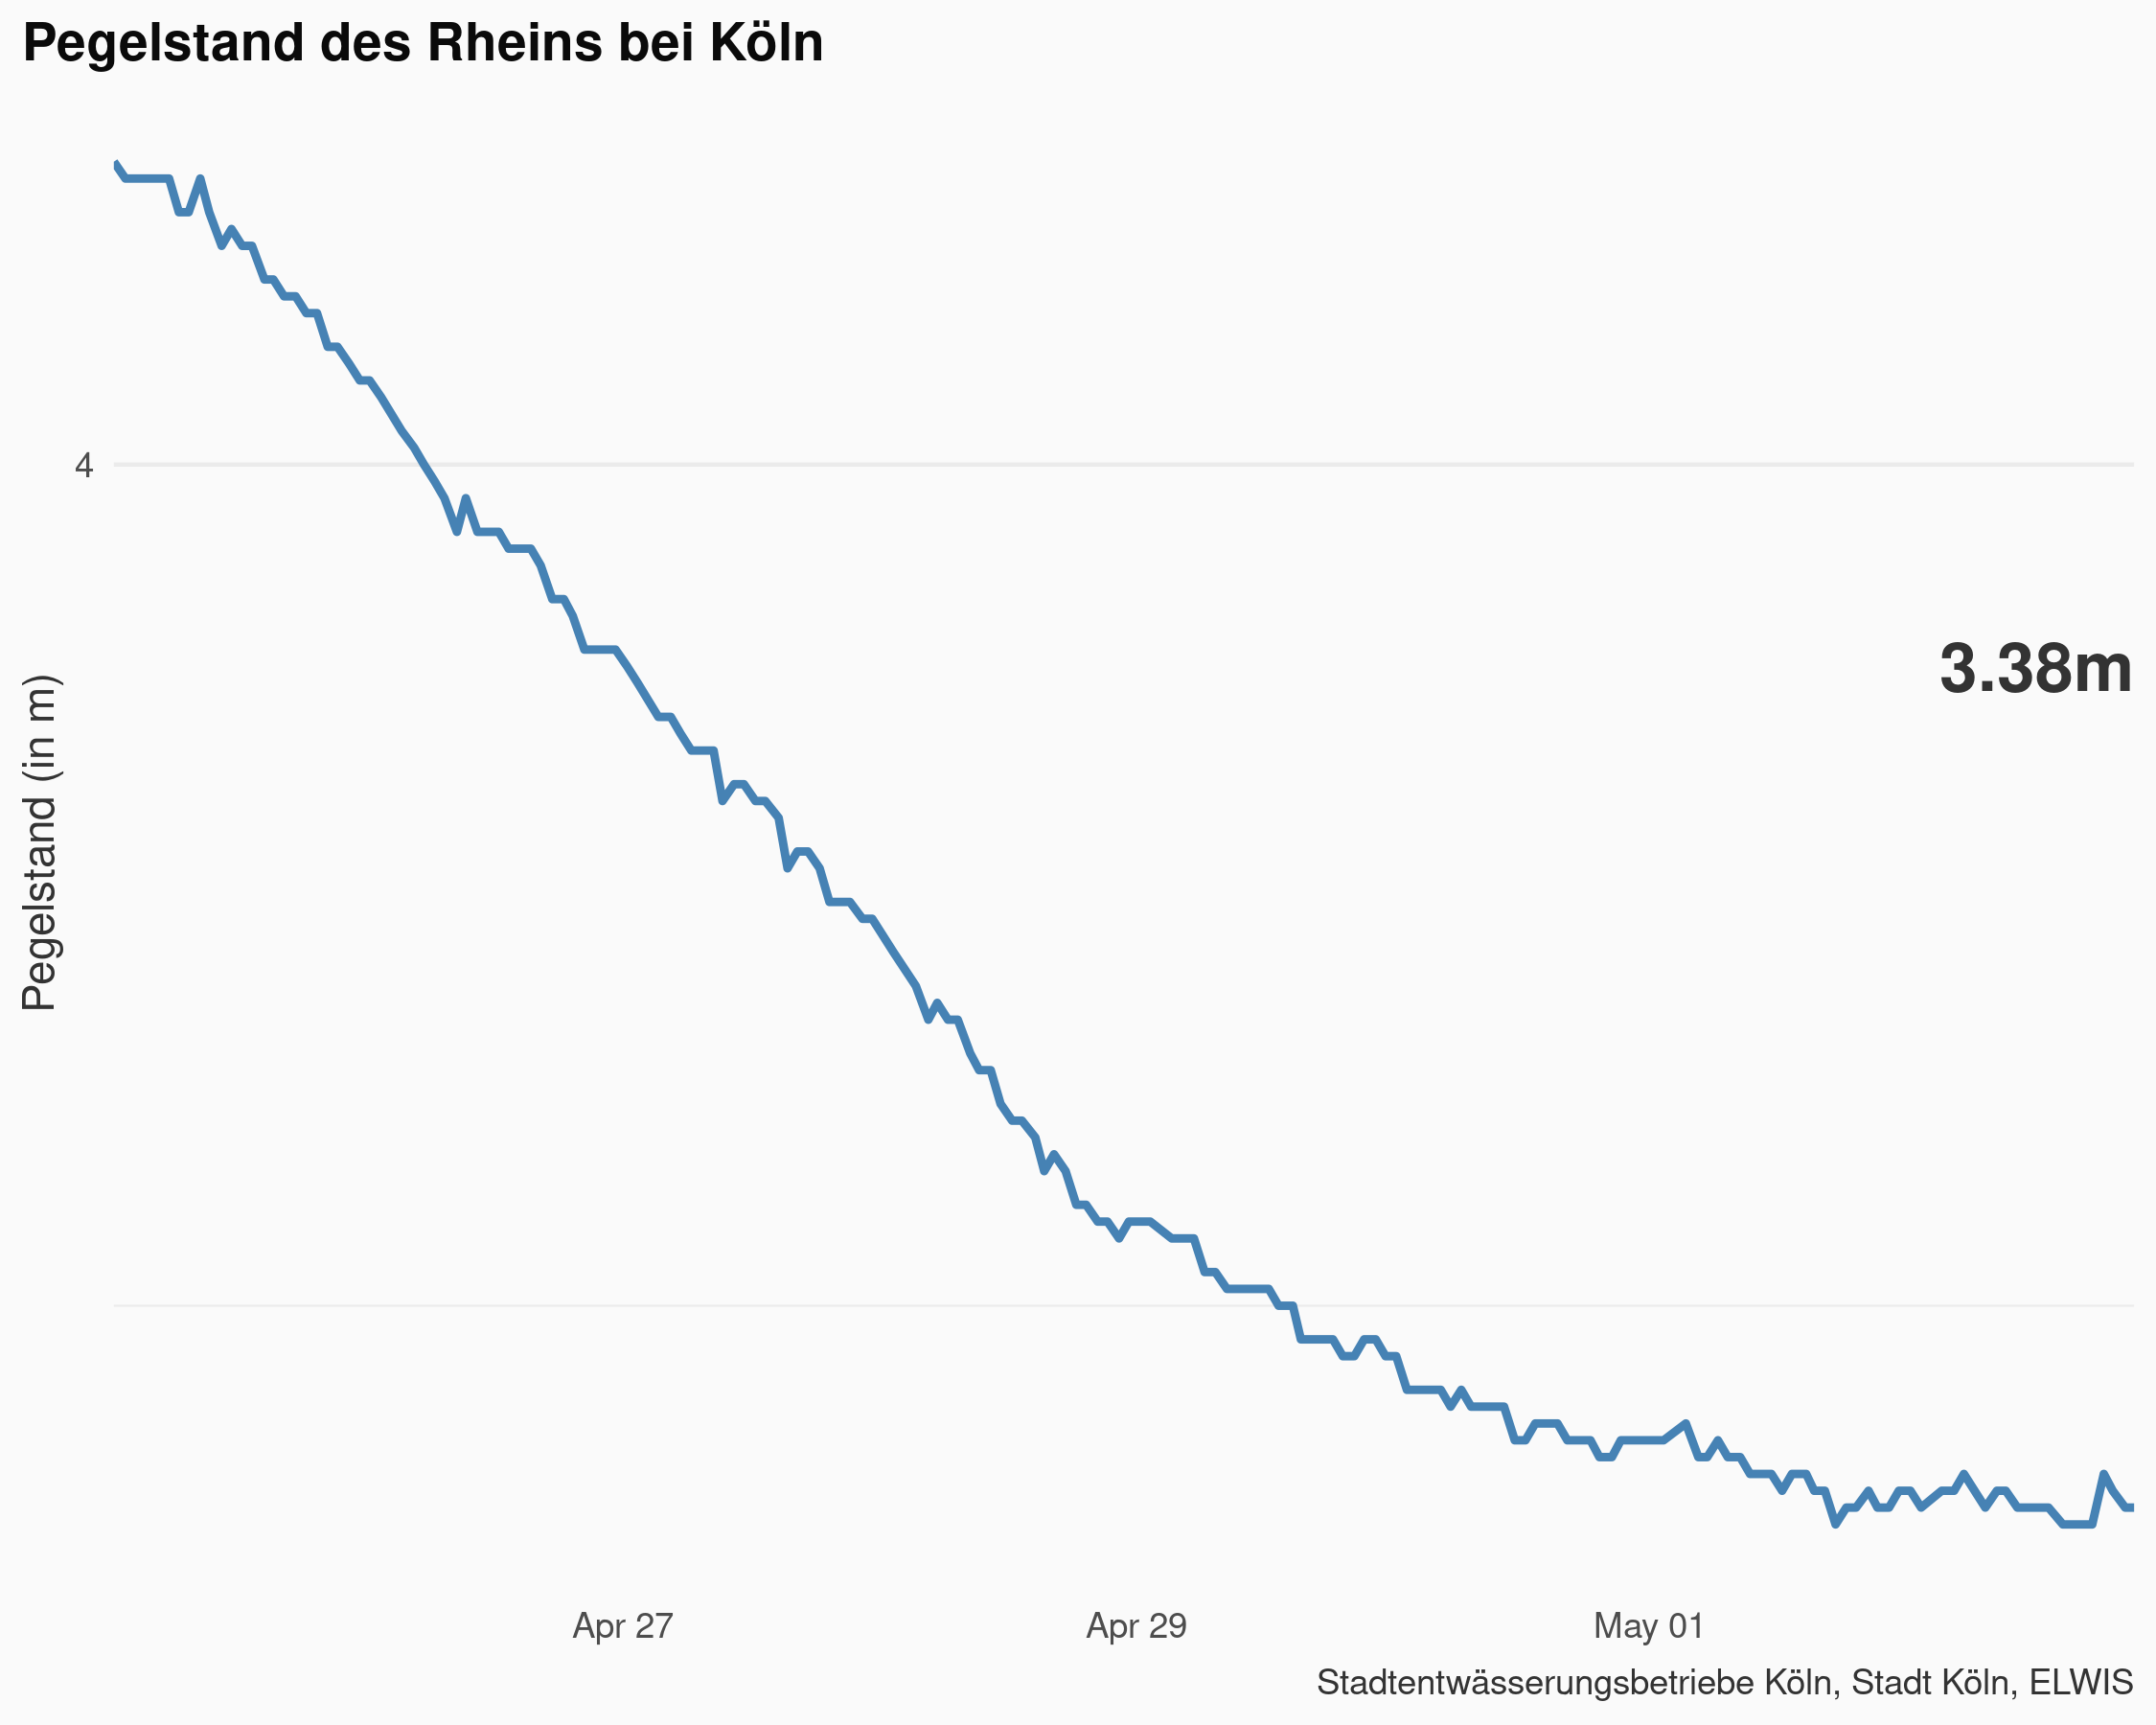 Pegelstand des Rheins bei Köln
4
3.38m
Pegelstand (in m)
Apr 27
Apr 29
May 01
Stadtentwässerungsbetriebe Köln, Stadt Köln, ELWIS